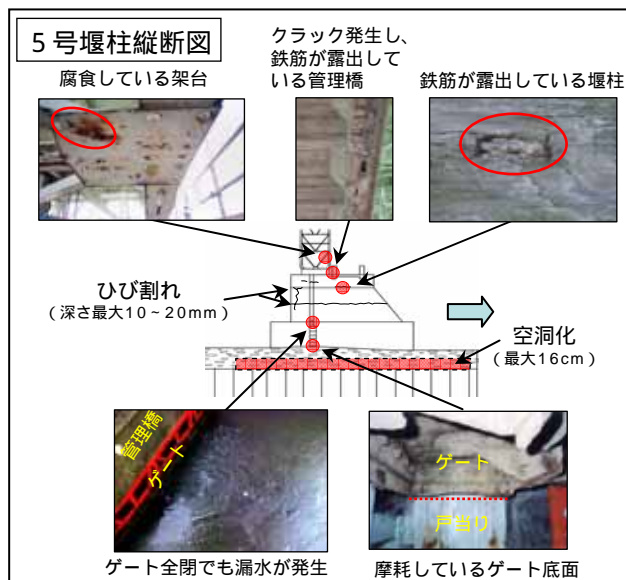 ５号堰柱縦断図
腐食している架台
クラック発生し、
鉄筋が露出して
いる管理橋
鉄筋が露出している堰柱
ひび割れ
（深さ最大10～20mm）
空洞化
（最大16cm）
管理橋
ゲート
ゲート
戸当り
ゲート全閉でも漏水が発生
摩耗しているゲート底面